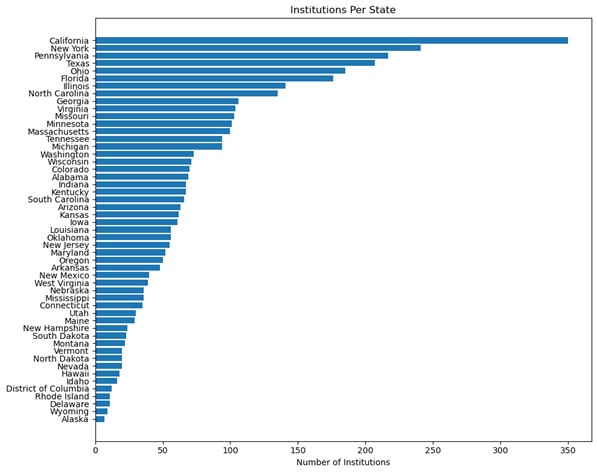 Institutions Per State
California
New York
Pennsylvania
Texas
Ohio
Florida
Illinois
North Carolina
Georgia
Virginia
Missouri
Minnesota
Massachusetts
Tennessee
Michigan
Washington
Wisconsin
Colorado
Alabama
Indiana
Kentucky
South Carolina
Arizona
Kansas
Iowa
Louisiana
Oklahoma
New Jersey
Maryland
Oregon
Arkansas
New Mexico
West Virginia
Nebraska
Mississippi
Connecticut
Utah
Maine
New Hampshire
South Dakota
Montana
Vermont
North Dakota
Nevada
Hawaii
Idaho
District of Columbia
Rhode Island
Delaware
Wyoming
Alaska
0 50 100 150 200 250 300 350
Number of Institutions